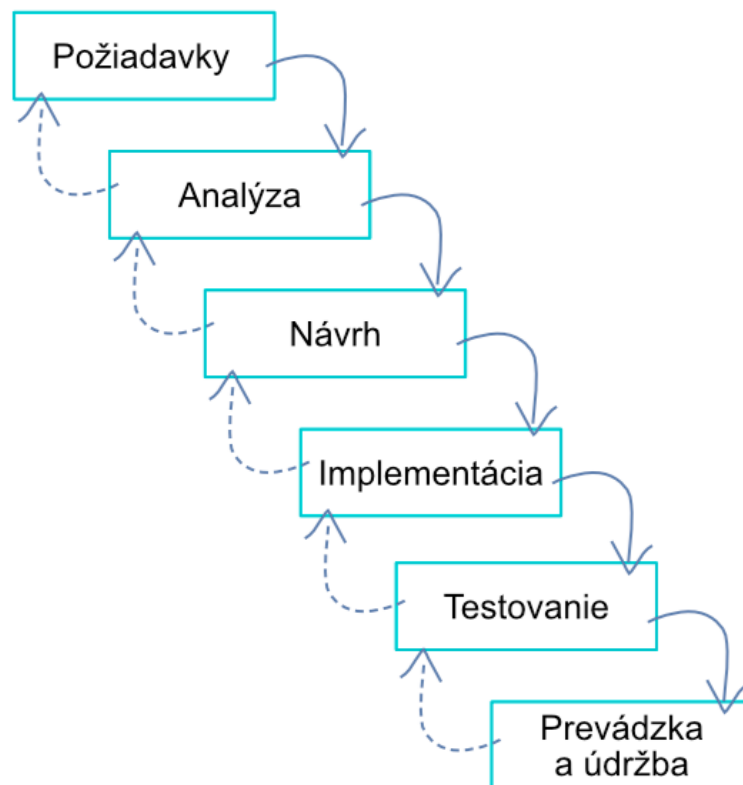 Požiadavky
Analýza
Návrh
Implementácia
Testovanie
Prevádzka
a údržba